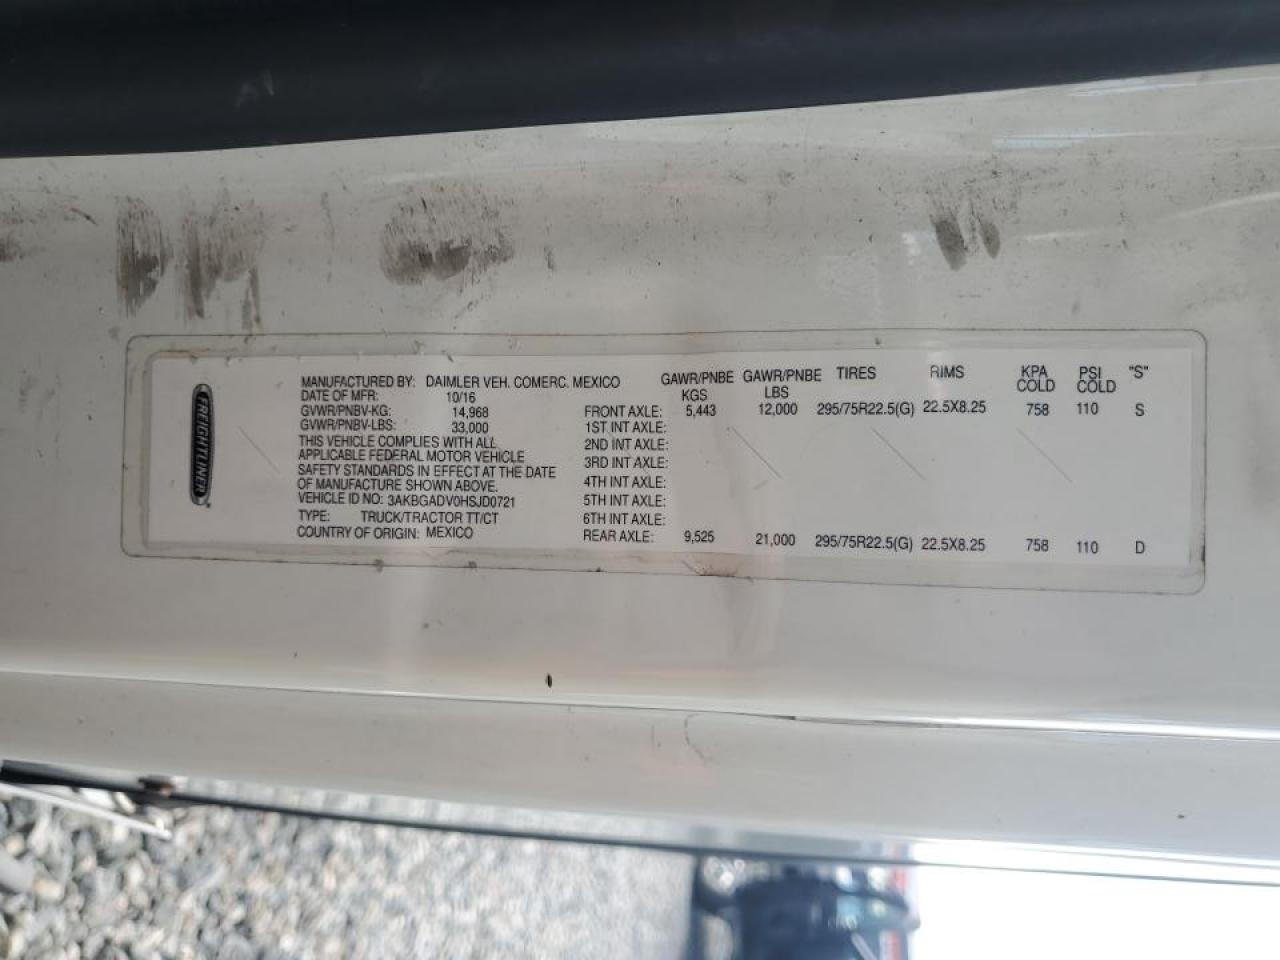 FREIGHTLINER
MANUFACTURED BY: DAIMLER VEH. COMERC. MEXICO
DATE OF MFR: 10/16
GVWR/PNBV-KG: 14,968
GVWR/PNBV-LBS: 33,000
THIS VEHICLE COMPLIES WITH ALL
APPLICABLE FEDERAL MOTOR VEHICLE
SAFETY STANDARDS IN EFFECT AT THE DATE
OF MANUFACTURE SHOWN ABOVE.
VEHICLE ID NO: 3AKBGADV0HSJD0721
TYPE: TRUCK/TRACTOR TT/CT
COUNTRY OF ORIGIN: MEXICO
GAWR/PNBE GAWR/PNBE TIRES RIMS KPA PSI "S"
KGS LBS COLD COLD
FRONT AXLE: 5,443 12,000 295/75R22.5(G) 22.5X8.25 758 110 S
1ST INT AXLE:
2ND INT AXLE:
3RD INT AXLE:
4TH INT AXLE:
5TH INT AXLE:
6TH INT AXLE:
REAR AXLE: 9,525 21,000 295/75R22.5(G) 22.5X8.25 758 110 D